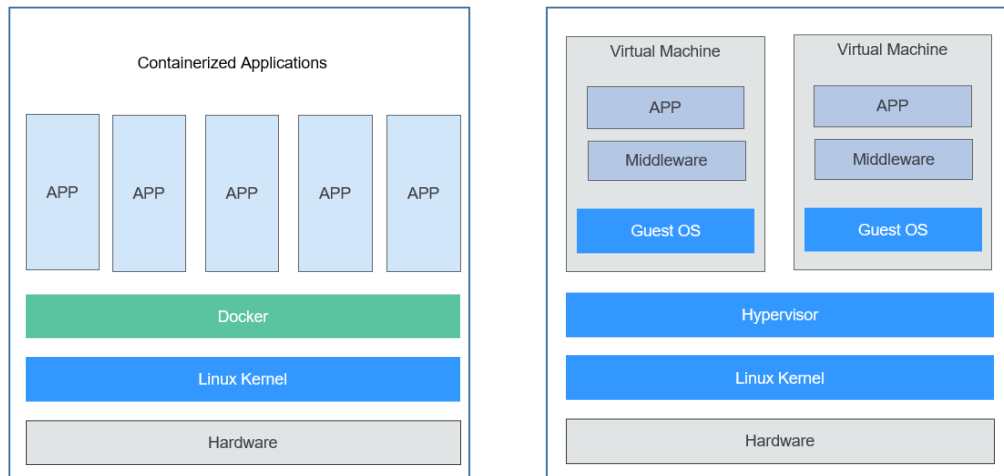 Containerized Applications
APP
APP
APP
APP
APP
Docker
Linux Kernel
Hardware
Virtual Machine
APP
Middleware
Guest OS
Virtual Machine
APP
Middleware
Guest OS
Hypervisor
Linux Kernel
Hardware